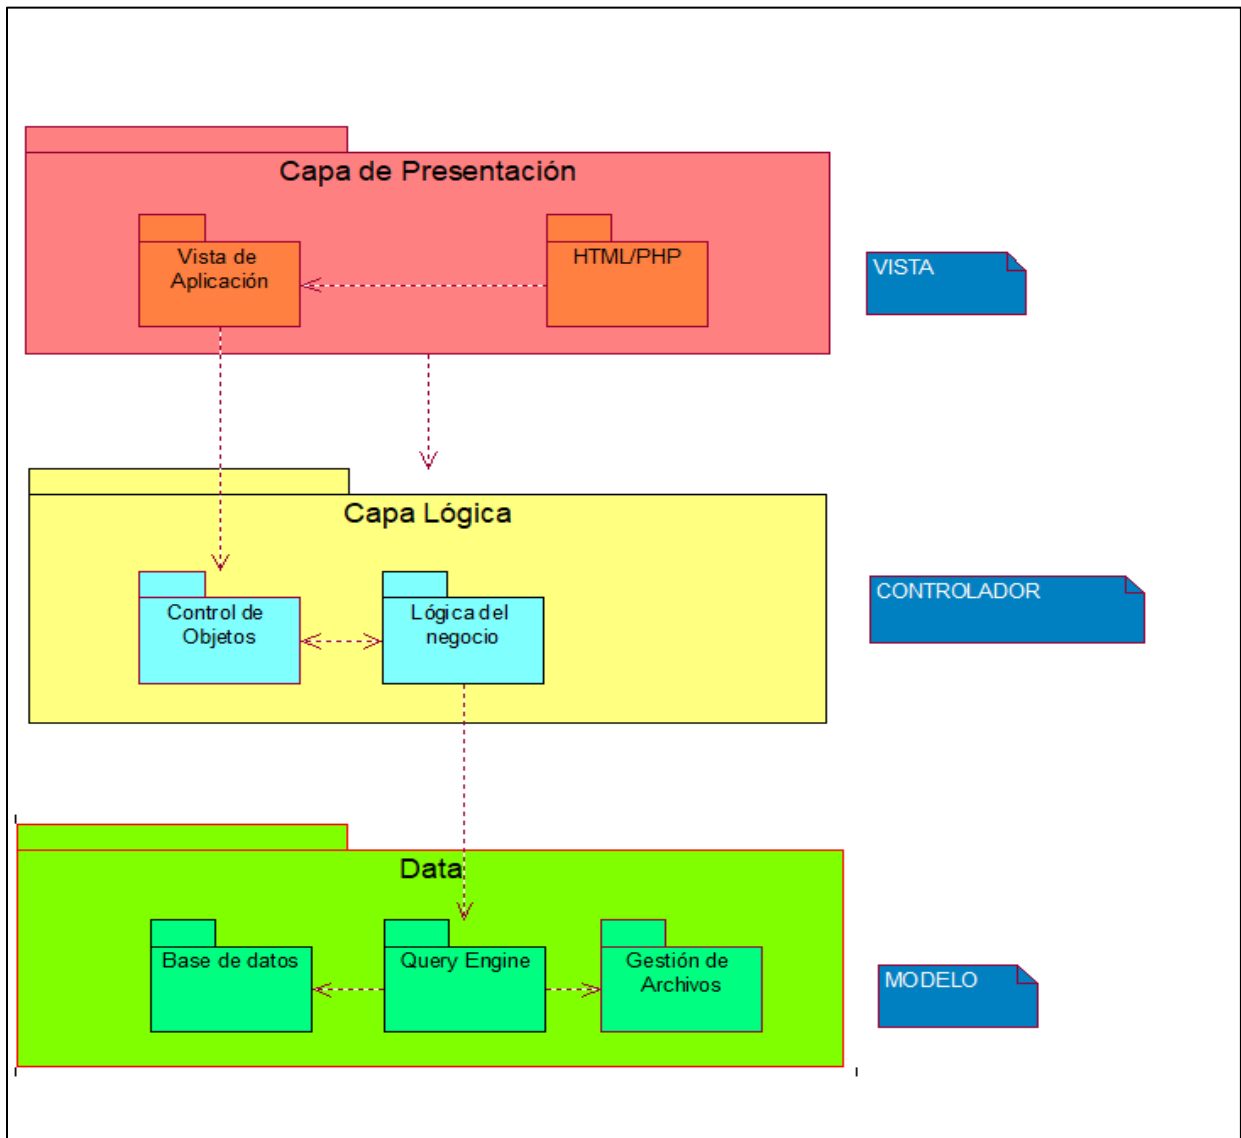 Capa de Presentación
Vista de
Aplicación
HTML/PHP
VISTA
Capa Lógica
Control de
Objetos
Lógica del
negocio
CONTROLADOR
Data
Base de datos
Query Engine
Gestión de
Archivos
MODELO